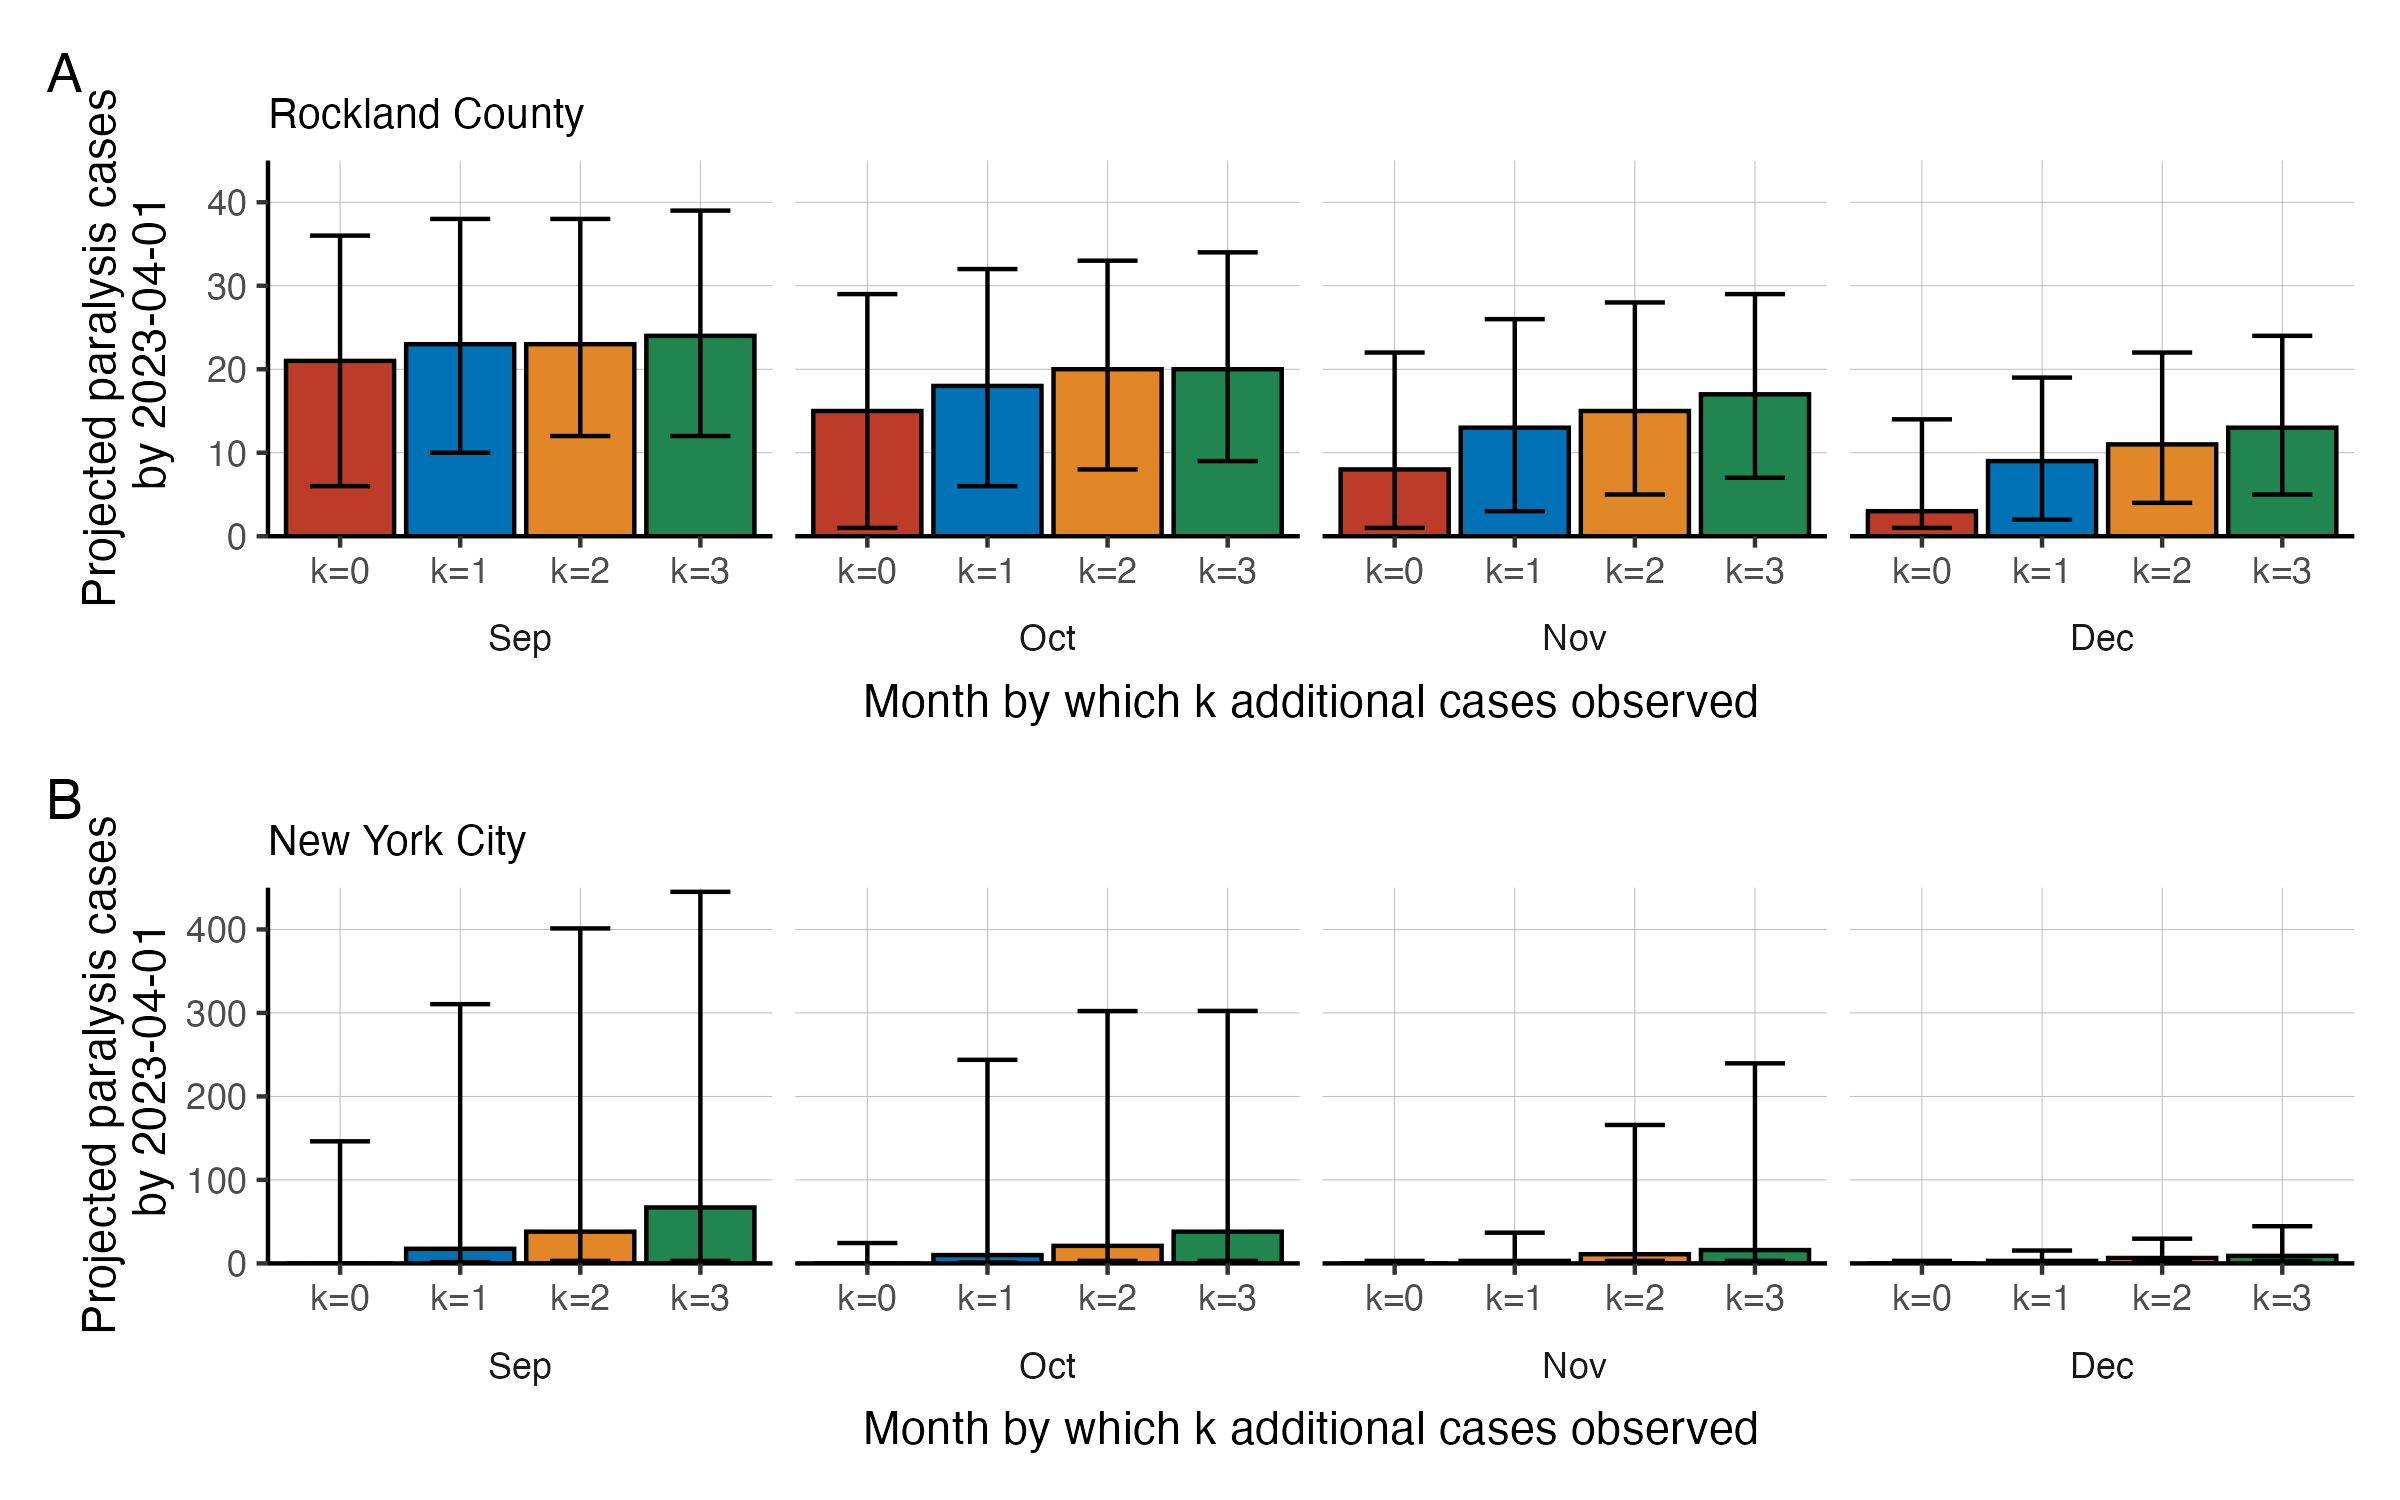 A
Rockland County
Projected paralysis cases
by 2023-04-01
40
30
20
10
0
k=0 k=1 k=2 k=3 k=0 k=1 k=2 k=3 k=0 k=1 k=2 k=3 k=0 k=1 k=2 k=3
Sep Oct Nov Dec
Month by which k additional cases observed
B
New York City
Projected paralysis cases
by 2023-04-01
400
300
200
100
0
k=0 k=1 k=2 k=3 k=0 k=1 k=2 k=3 k=0 k=1 k=2 k=3 k=0 k=1 k=2 k=3
Sep Oct Nov Dec
Month by which k additional cases observed